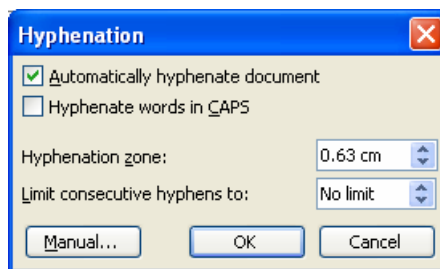 Hyphenation
Automatically hyphenate document
Hyphenate words in CAPS
Hyphenation zone: 0.63 cm
Limit consecutive hyphens to: No limit
Manual... OK Cancel